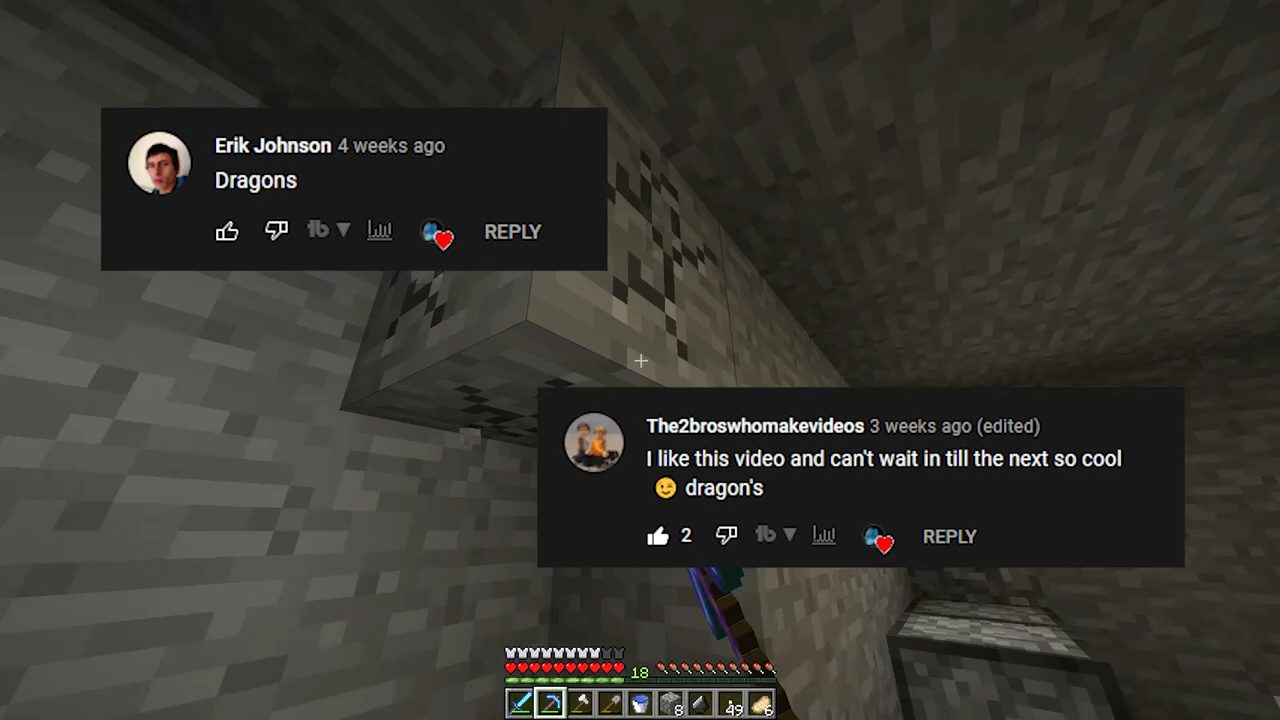 Erik Johnson 4 weeks ago
Dragons
REPLY
The2broswhomakevideos 3 weeks ago (edited)
I like this video and can't wait in till the next so cool
😉 dragon's
2 REPLY
18
8 49 6